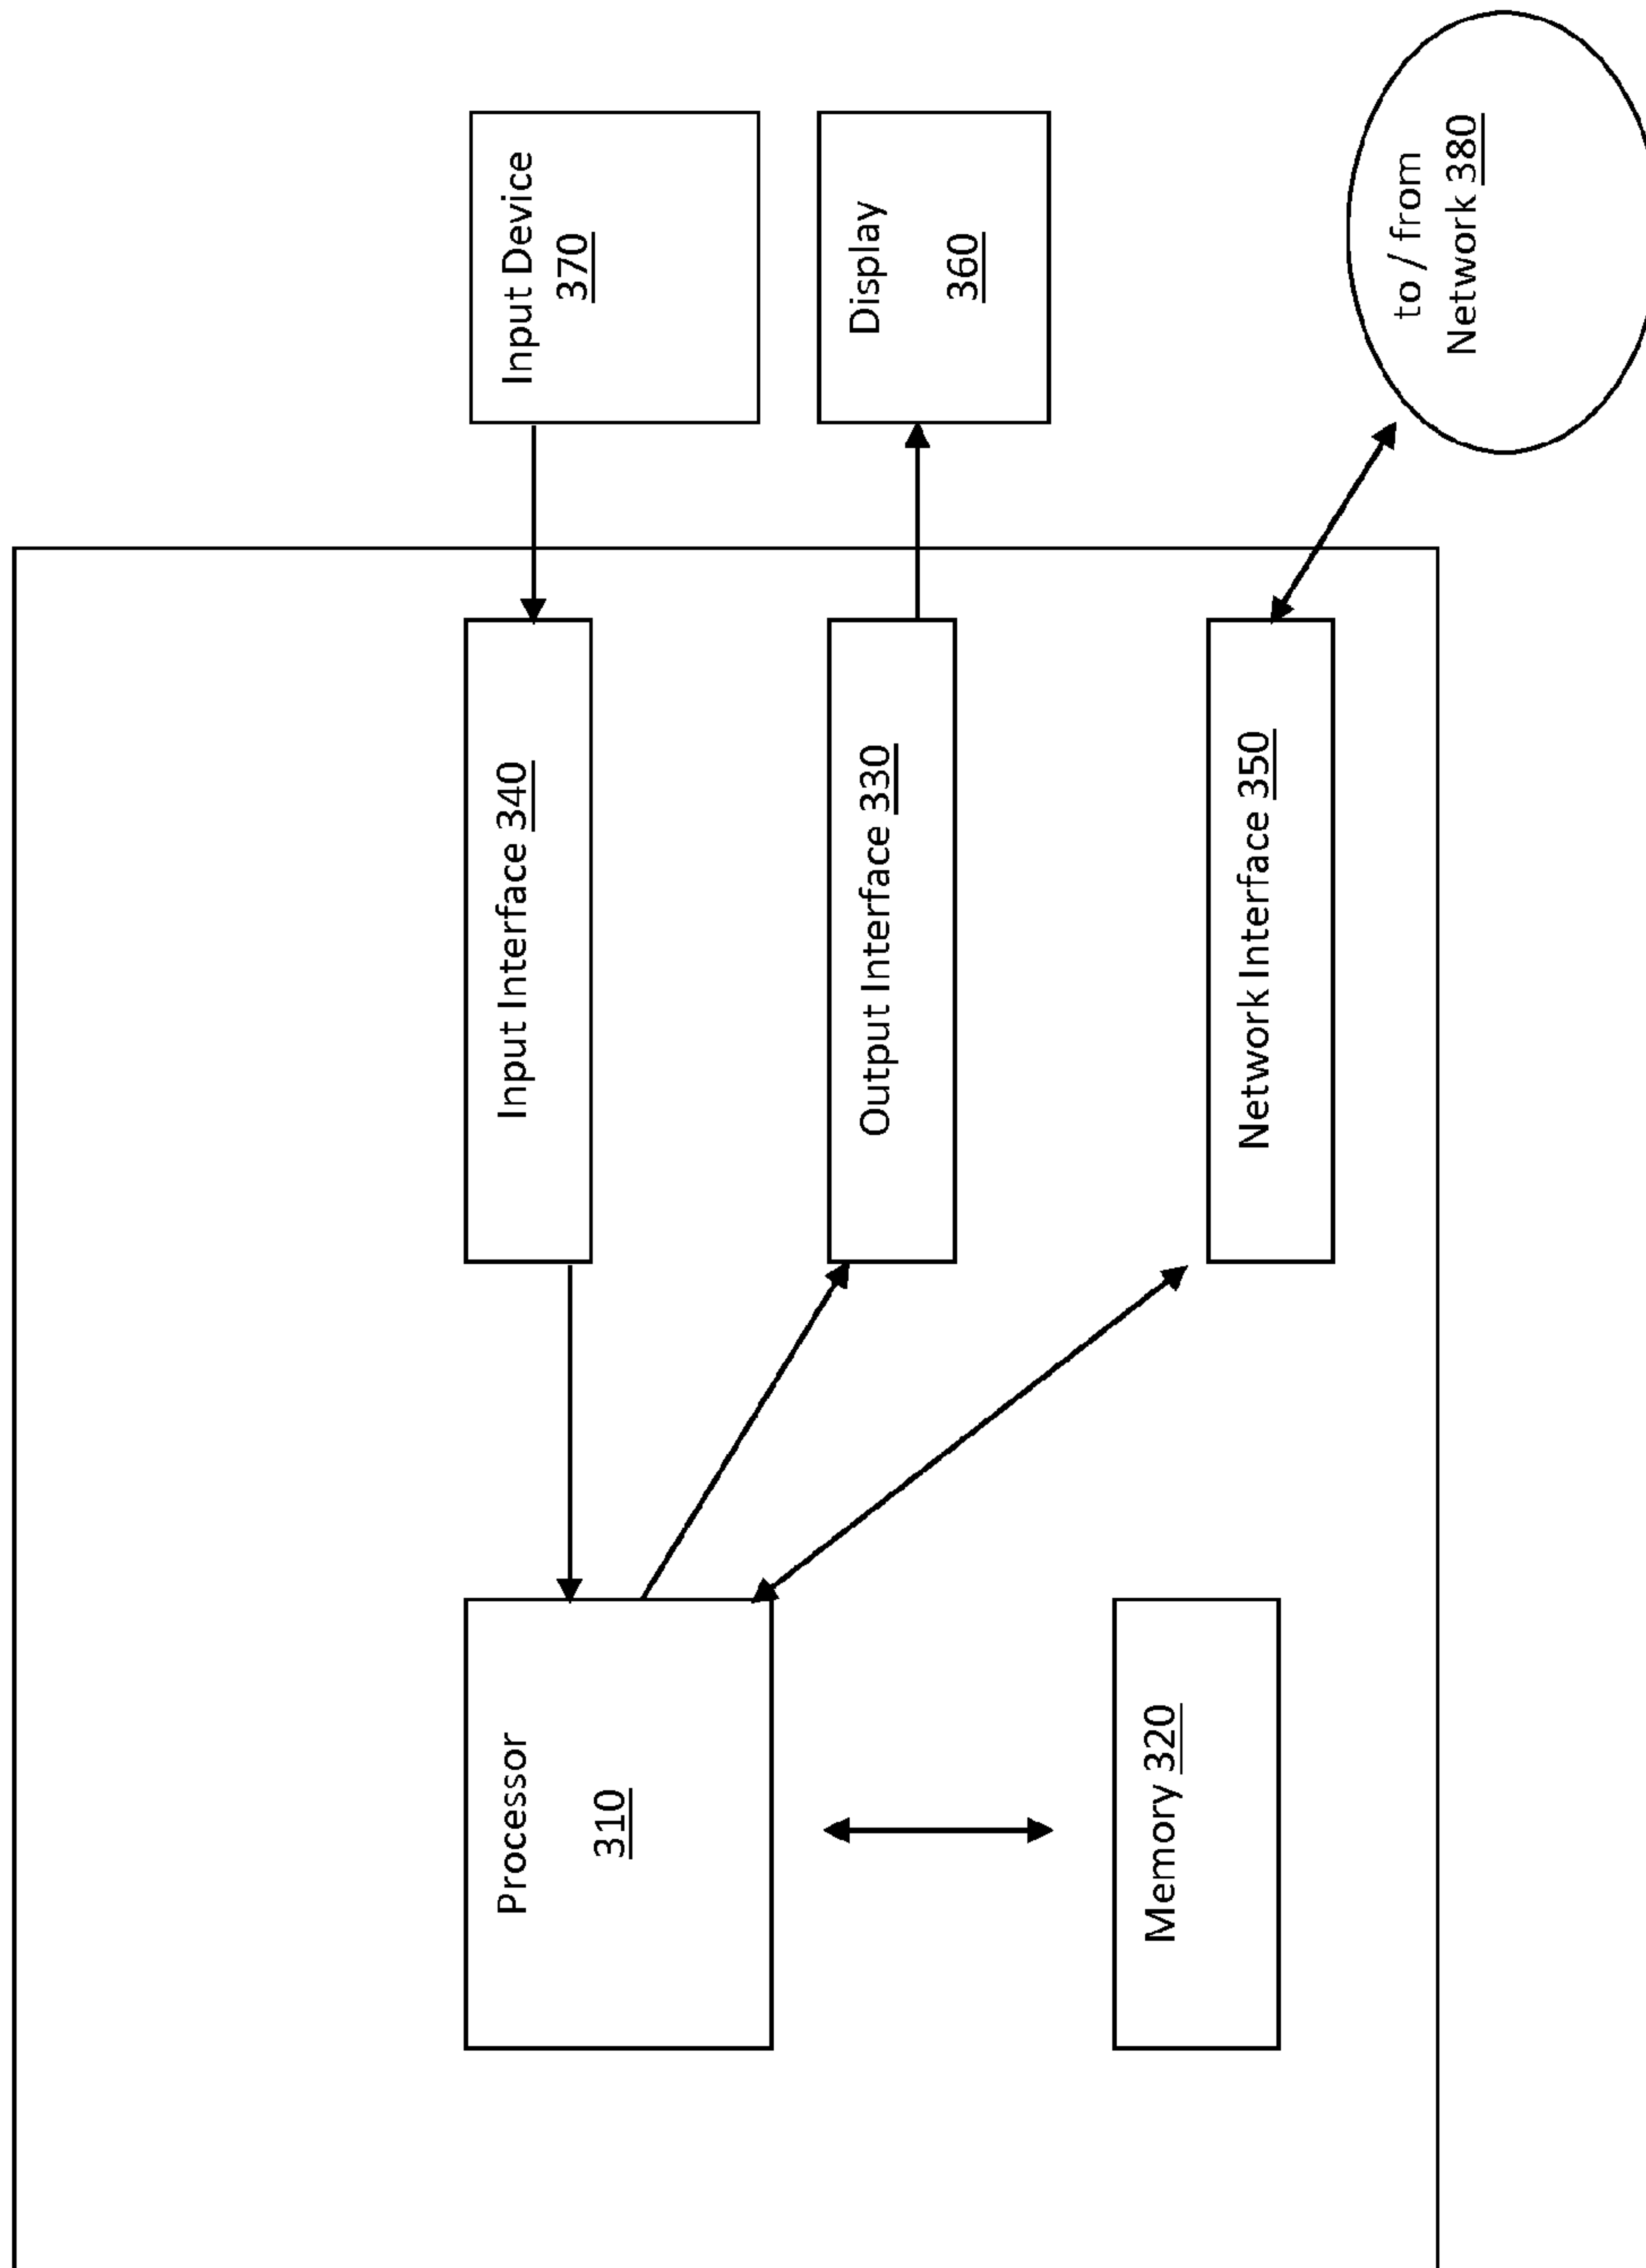 Processor
310
Memory 320
Input Interface 340
Output Interface 330
Network Interface 350
Input Device
370
Display
360
to / from
Network 380